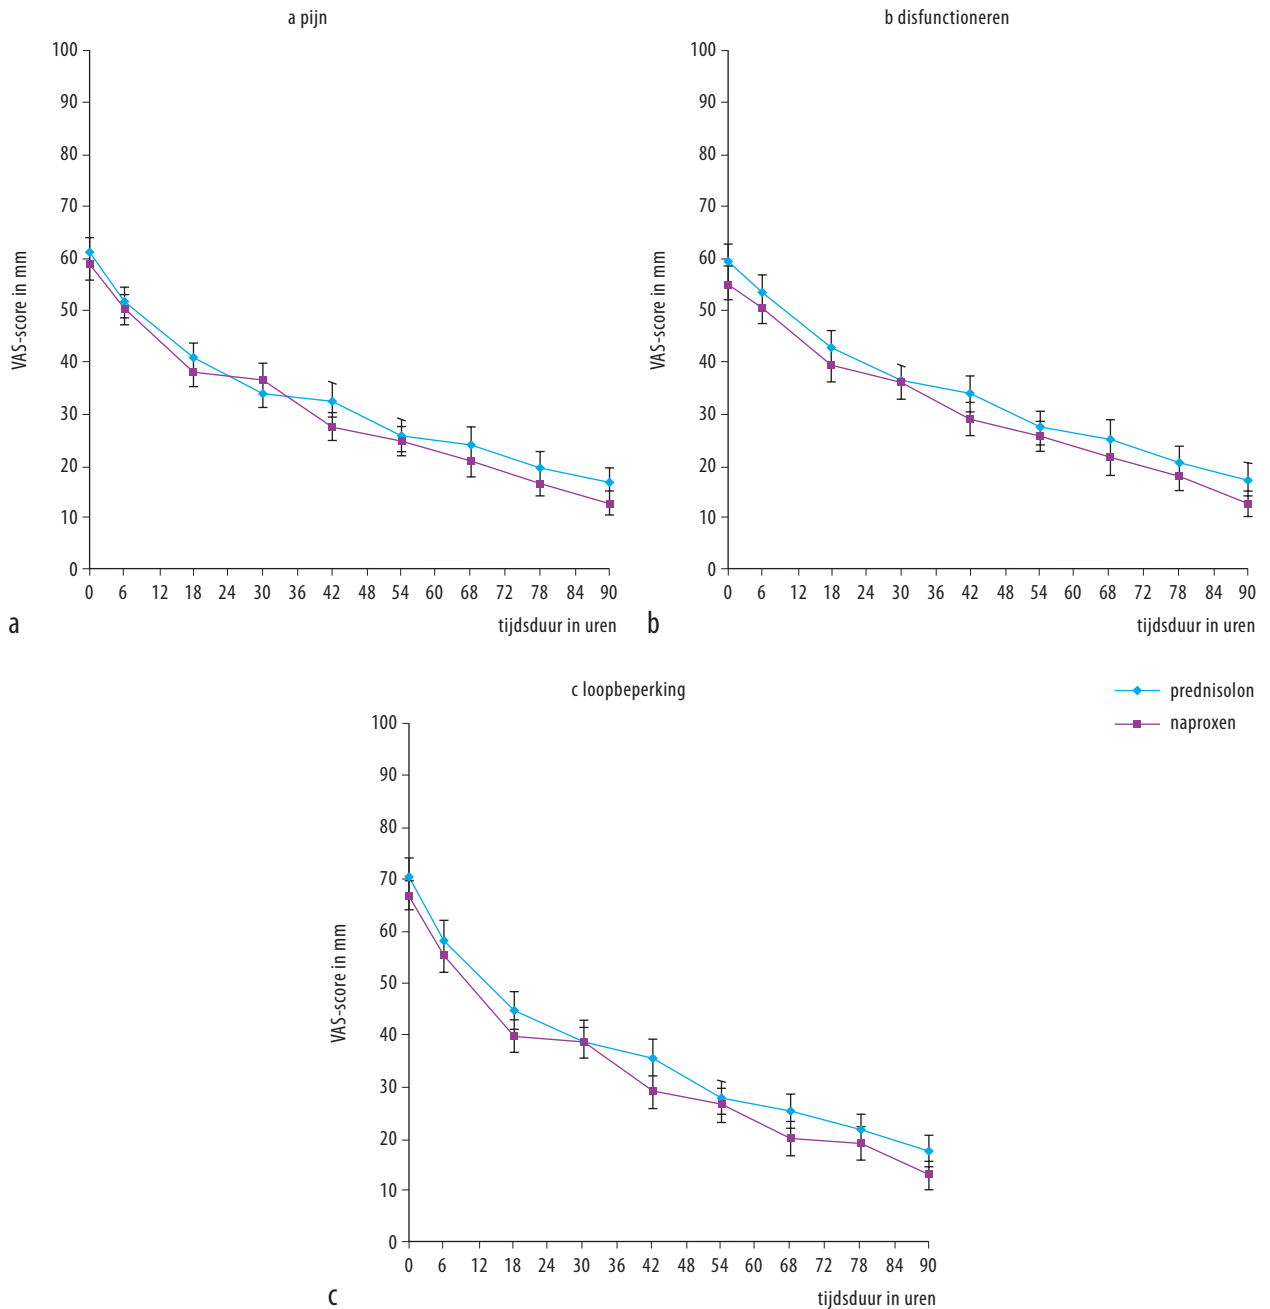 a pijn
100
90
80
70
60
50
40
30
20
10
0
VAS-score in mm
0 6 12 18 24 30 36 42 48 54 60 68 72 78 84 90
tijdsduur in uren
a
b disfunctioneren
100
90
80
70
60
50
40
30
20
10
0
VAS-score in mm
0 6 12 18 24 30 36 42 48 54 60 68 72 78 84 90
tijdsduur in uren
b
c loopbeperking
100
90
80
70
60
50
40
30
20
10
0
VAS-score in mm
0 6 12 18 24 30 36 42 48 54 60 68 72 78 84 90
tijdsduur in uren
c
prednisolon
naproxen